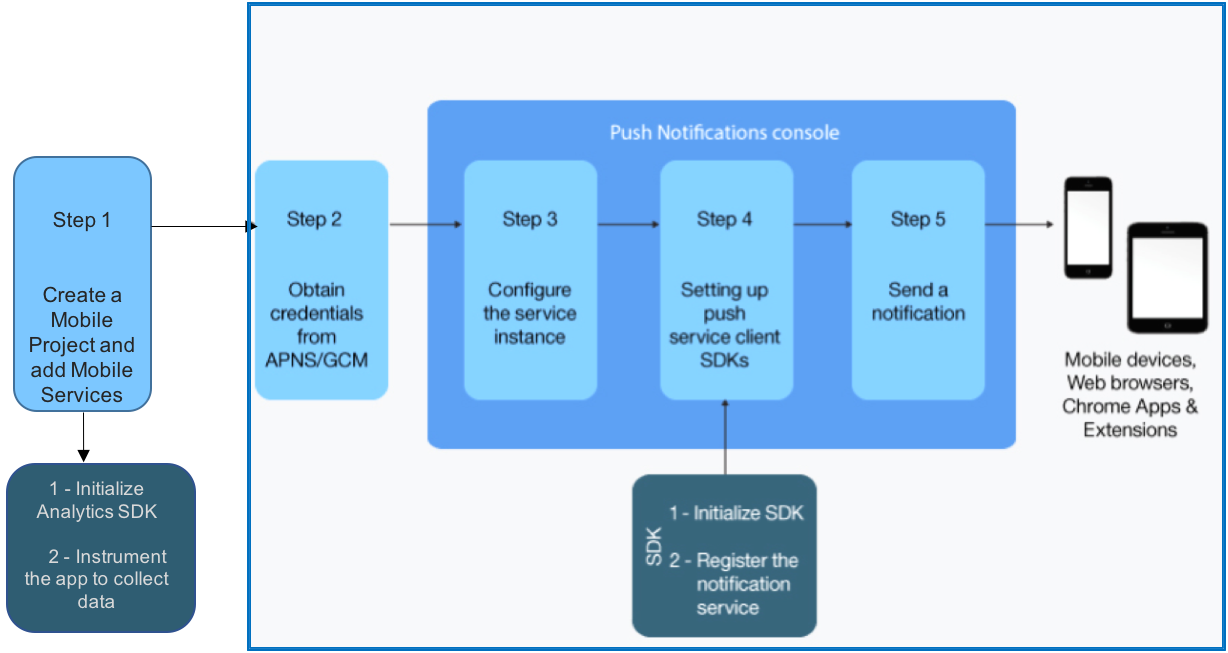 Push Notifications console
Step 1
Create a
Mobile
Project and
add Mobile
Services
1 - Initialize
Analytics SDK
2 - Instrument
the app to collect
data
Step 2
Obtain
credentials
from
APNS/GCM
Step 3
Configure
the service
instance
Step 4
Setting up
push
service client
SDKs
Step 5
Send a
notification
SDK
1 - Initialize SDK
2 - Register the
notification
service
Mobile devices,
Web browsers,
Chrome Apps &
Extensions